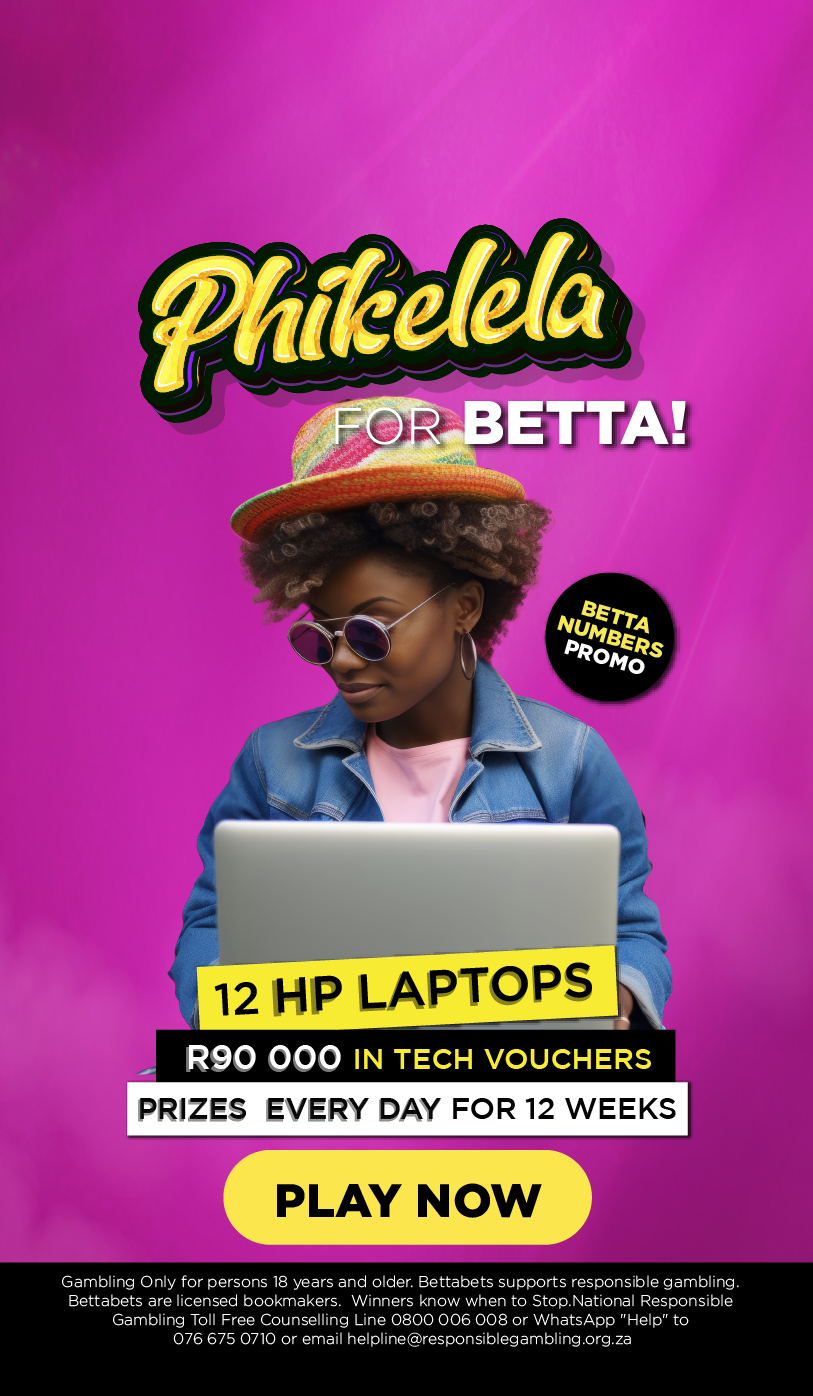 Phikelela
FOR BETTA!
BETTA
NUMBERS
PROMO
12 HP LAPTOPS
R90 000 IN TECH VOUCHERS
PRIZES EVERY DAY FOR 12 WEEKS
PLAY NOW
Gambling Only for persons 18 years and older. Bettabets supports responsible gambling.
Bettabets are licensed bookmakers. Winners know when to Stop.National Responsible
Gambling Toll Free Counselling Line 0800 006 008 or WhatsApp "Help" to
076 675 0710 or email helpline@responsiblegambling.org.za